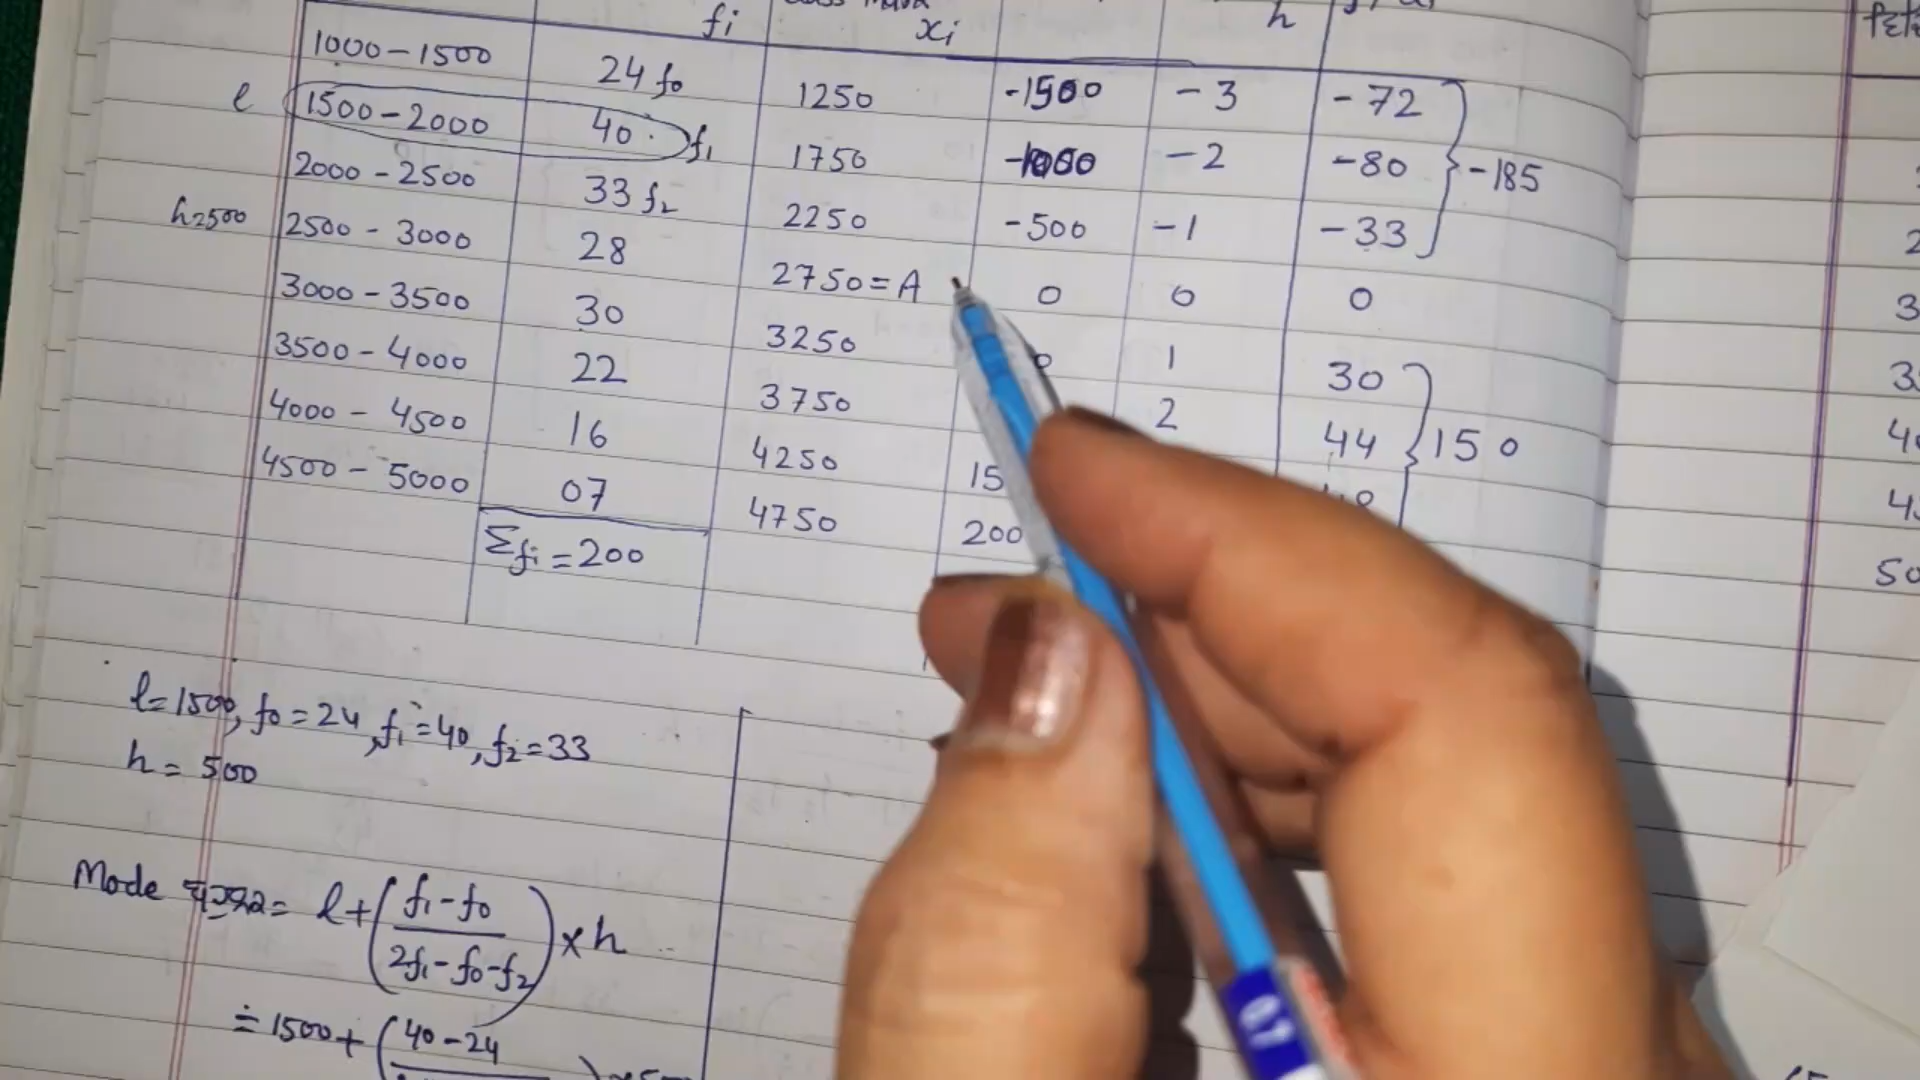 fi xi h
1000-1500 24 f0 1250 -1500 -3 -72
l 1500-2000 40 f1 1750 -1000 -2 -80 -185
2000-2500 33 f2 2250 -500 -1 -33
h=500 2500-3000 28 2750=A 0 0 0
3000-3500 30 3250 0 1 30
3500-4000 22 3750 2 44 150
4000-4500 16 4250 15
4500-5000 07 4750 200
Σfi=200
l=1500, f0=24, f1=40, f2=33
h=500
Mode = l+(f1-f0/2f1-f0-f2)×h
=1500+(40-24